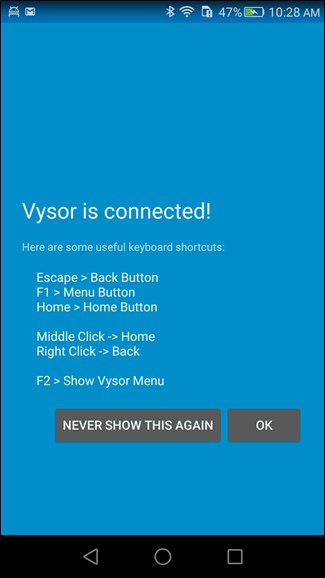 47% 10:28 AM
Vysor is connected!
Here are some useful keyboard shortcuts:
Escape > Back Button
F1 > Menu Button
Home > Home Button
Middle Click -> Home
Right Click -> Back
F2 > Show Vysor Menu
NEVER SHOW THIS AGAIN OK